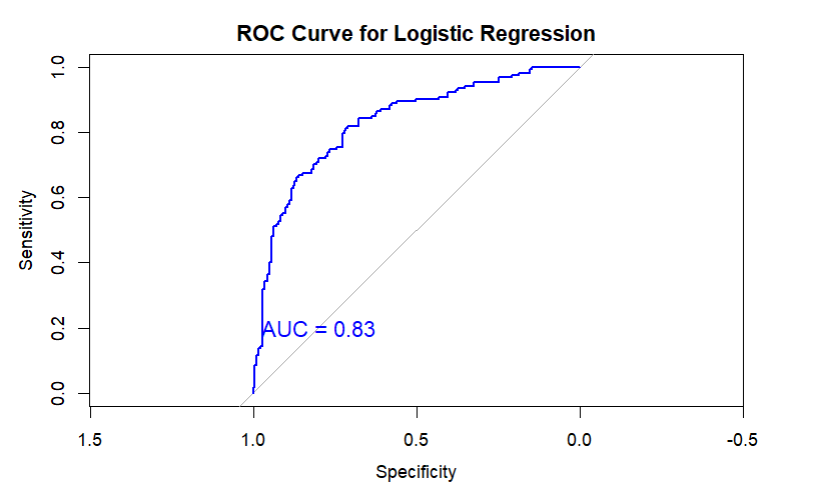 ROC Curve for Logistic Regression
Sensitivity
1.0
0.8
0.6
0.4
0.2
0.0
AUC = 0.83
1.5 1.0 0.5 0.0 -0.5
Specificity